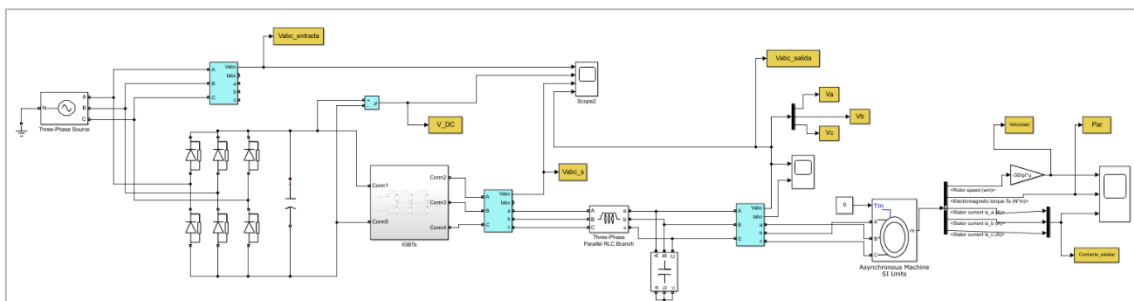 Vabc_entrada
Vabc
Iabc
A
a
B
b
C
c
N
A
B
C
Three-Phase Source
V_DC
Scope2
Vabc_s
Conn1
Conn5
Conn2
Conn3
Conn4
IGBTs
Vabc
Iabc
A
a
B
b
C
c
A
a
B
b
C
c
Three-Phase
Parallel RLC Branch
A
B
C
a
b
c
Vabc_salida
Va
Vb
Vc
Vabc
Iabc
A
a
B
b
C
c
0
Tm
A
B
C
m
Asynchronous Machine
SI Units
Velocidad
Par
-30/pi*u
<Rotor speed (wm)>
<Electromagnetic torque Te (N*m)>
<Stator current is_a (A)>
<Stator current is_b (A)>
<Stator current is_c (A)>
Corriente_estator